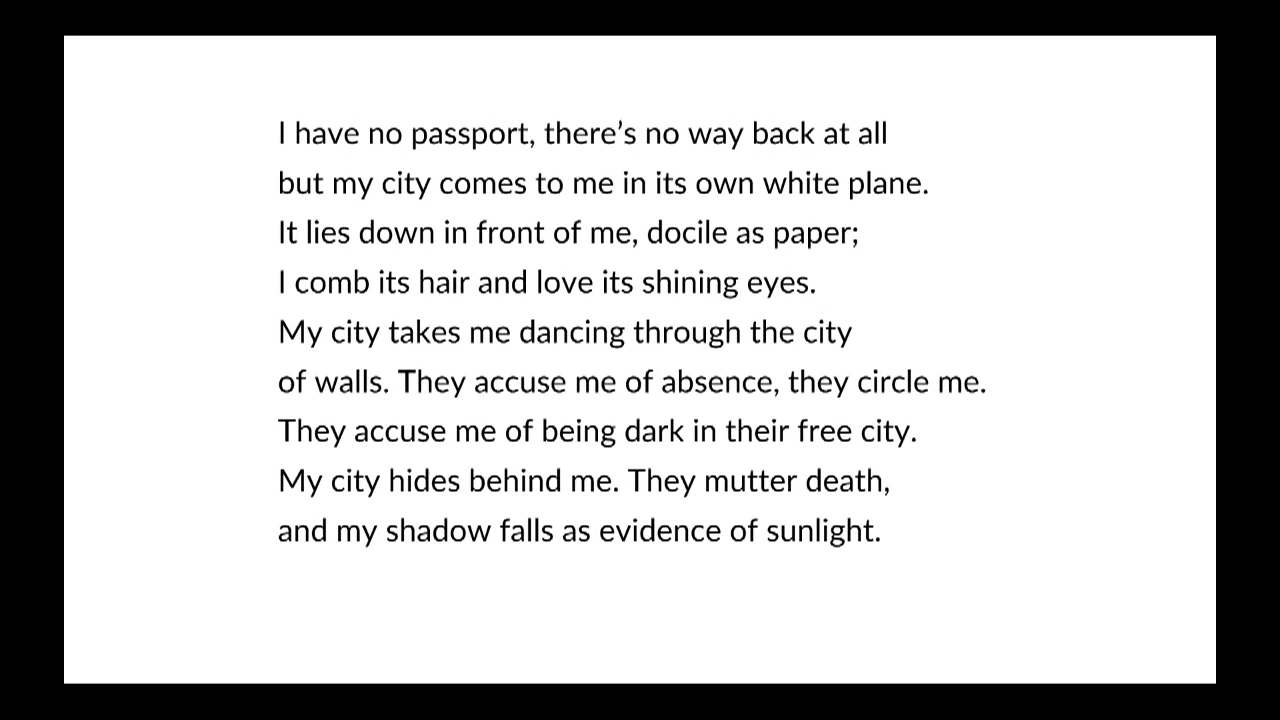 I have no passport, there’s no way back at all
but my city comes to me in its own white plane.
It lies down in front of me, docile as paper;
I comb its hair and love its shining eyes.
My city takes me dancing through the city
of walls. They accuse me of absence, they circle me.
They accuse me of being dark in their free city.
My city hides behind me. They mutter death,
and my shadow falls as evidence of sunlight.